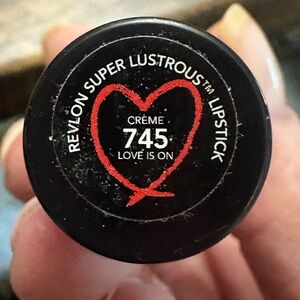 REVLON SUPER LUSTROUS™ LIPSTICK
CRÈME
745
LOVE IS ON